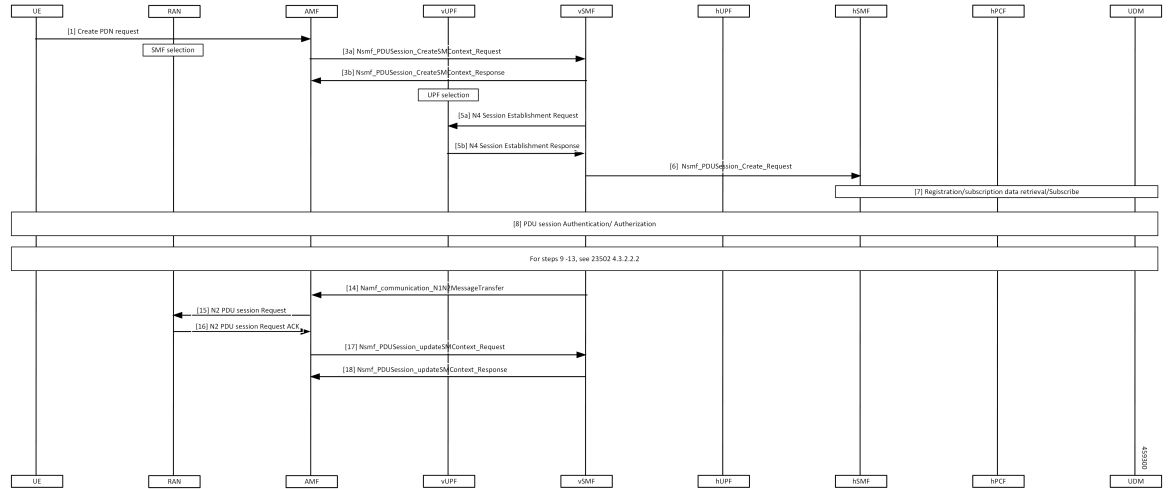 UE RAN AMF vUPF vSMF hUPF hSMF hPCF UDM
[1] Create PDN request
SMF selection
[3a] Nsmf_PDUSession_CreateSMContext_Request
[3b] Nsmf_PDUSession_CreateSMContext_Response
UPF selection
[5a] N4 Session Establishment Request
[5b] N4 Session Establishment Response
[6] Nsmf_PDUSession_Create_Request
[7] Registration/subscription data retrieval/Subscribe
[8] PDU session Authentication/ Autherization
For steps 9 -13, see 23502 4.3.2.2.2
[14] Namf_communication_N1N2MessageTransfer
[15] N2 PDU session Request
[16] N2 PDU session Request ACK
[17] Nsmf_PDUSession_updateSMContext_Request
[18] Nsmf_PDUSession_updateSMContext_Response
459300
UE RAN AMF vUPF vSMF hUPF hSMF hPCF UDM